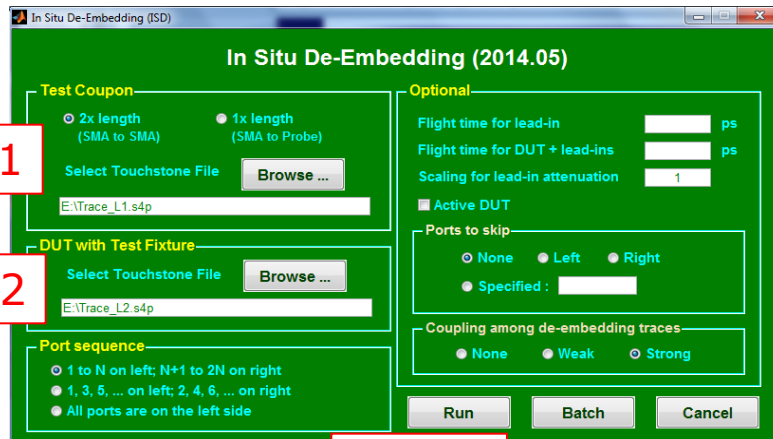 In Situ De-Embedding (ISD)
In Situ De-Embedding (2014.05)
Test Coupon
2x length
(SMA to SMA)
1x length
(SMA to Probe)
1
Select Touchstone File
Browse ...
E:\Trace_L1.s4p
DUT with Test Fixture
2
Select Touchstone File
Browse ...
E:\Trace_L2.s4p
Port sequence
1 to N on left; N+1 to 2N on right
1, 3, 5, ... on left; 2, 4, 6, ... on right
All ports are on the left side
Optional
Flight time for lead-in ps
Flight time for DUT + lead-ins ps
Scaling for lead-in attenuation 1
Active DUT
Ports to skip
None Left Right
Specified :
Coupling among de-embedding traces
None Weak Strong
Run Batch Cancel